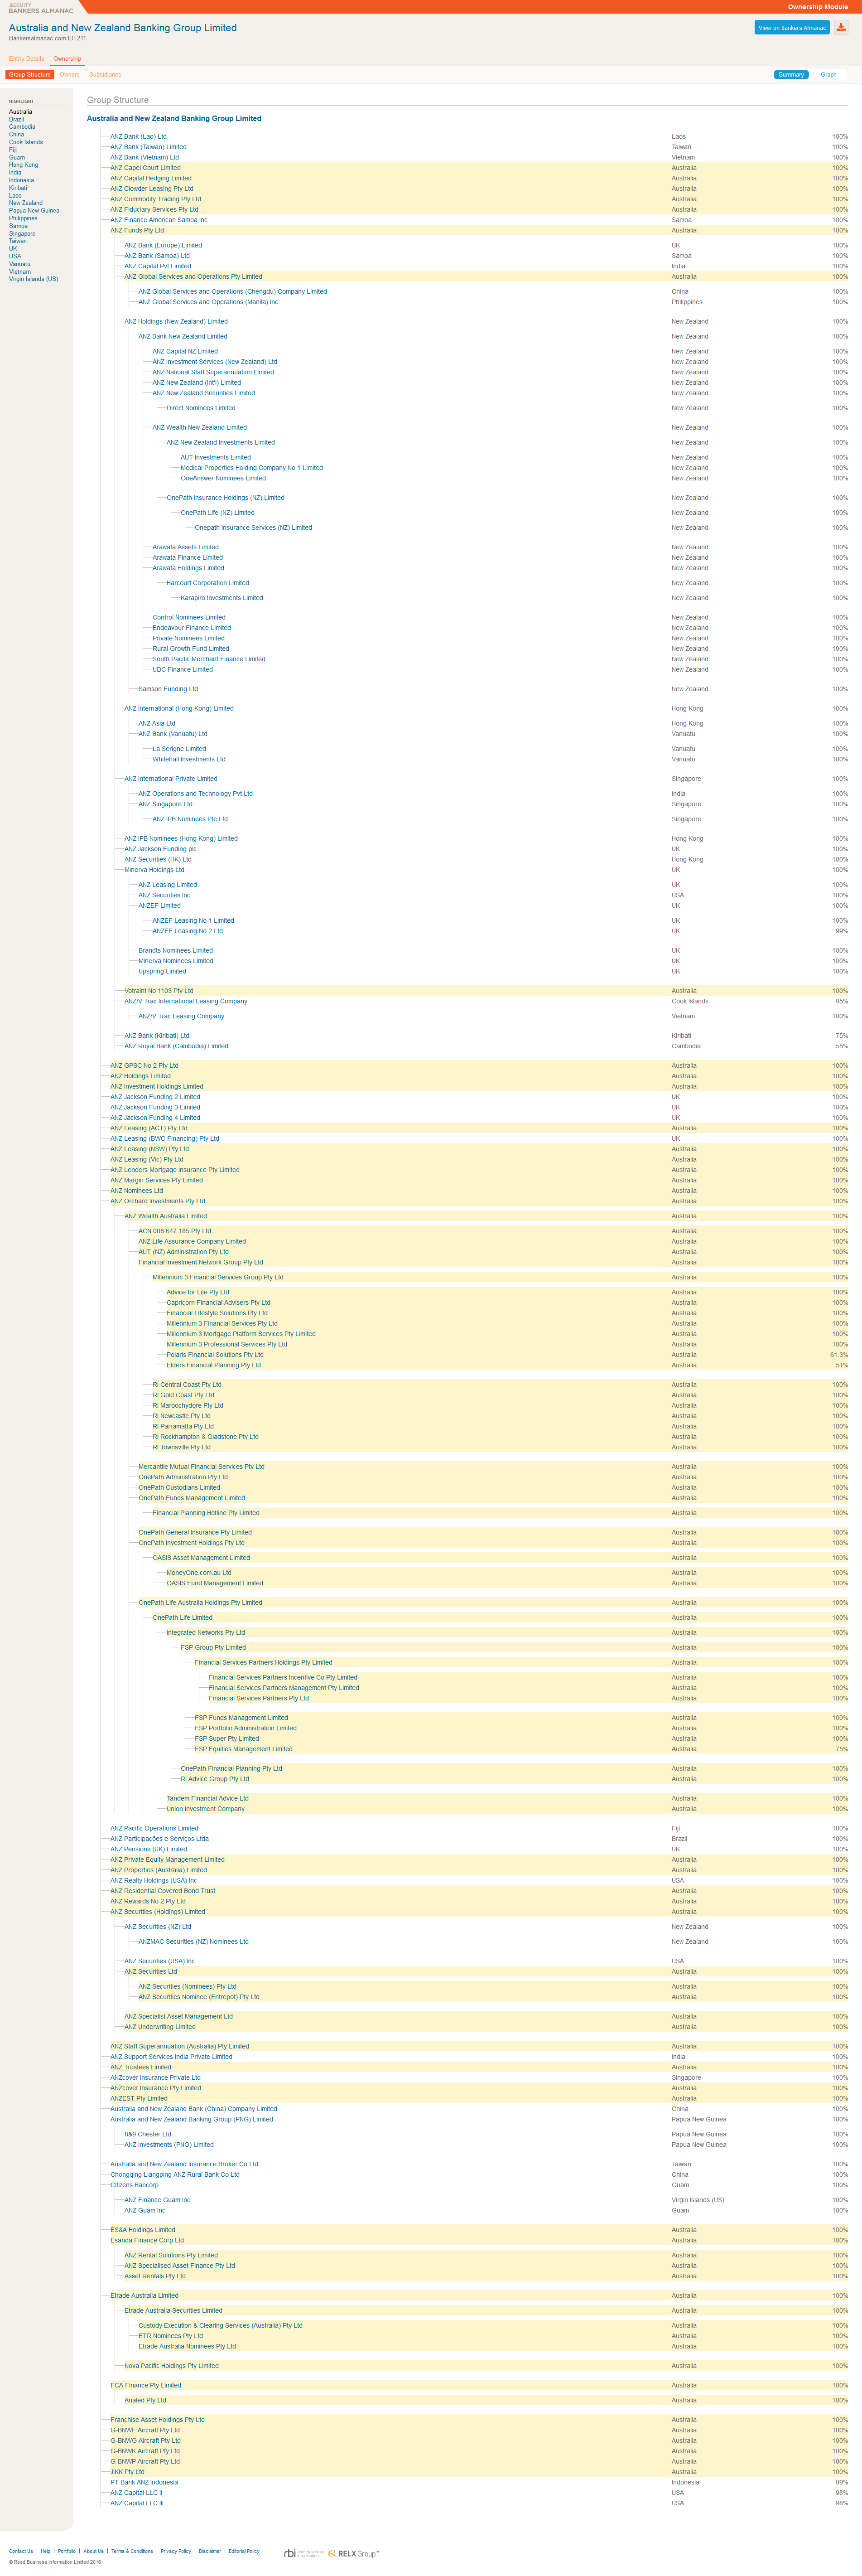 ACCUITY
BANKERS ALMANAC
Ownership Module
Australia and New Zealand Banking Group Limited
Bankersalmanac.com ID: 211
View on Bankers Almanac
Entity Details Ownership
Group Structure Owners Subsidiaries
Summary Graph
HIGHLIGHT
Australia
Brazil
Cambodia
China
Cook Islands
Fiji
Guam
Hong Kong
India
Indonesia
Kiribati
Laos
New Zealand
Papua New Guinea
Philippines
Samoa
Singapore
Taiwan
UK
USA
Vanuatu
Vietnam
Virgin Islands (US)
Group Structure
Australia and New Zealand Banking Group Limited
ANZ Bank (Lao) Ltd Laos 100%
ANZ Bank (Taiwan) Limited Taiwan 100%
ANZ Bank (Vietnam) Ltd Vietnam 100%
ANZ Capel Court Limited Australia 100%
ANZ Capital Hedging Limited Australia 100%
ANZ Clowder Leasing Pty Ltd Australia 100%
ANZ Commodity Trading Pty Ltd Australia 100%
ANZ Fiduciary Services Pty Ltd Australia 100%
ANZ Finance American Samoa Inc Samoa 100%
ANZ Funds Pty Ltd Australia 100%
ANZ Bank (Europe) Limited UK 100%
ANZ Bank (Samoa) Ltd Samoa 100%
ANZ Capital Pvt Limited India 100%
ANZ Global Services and Operations Pty Limited Australia 100%
ANZ Global Services and Operations (Chengdu) Company Limited China 100%
ANZ Global Services and Operations (Manila) Inc Philippines 100%
ANZ Holdings (New Zealand) Limited New Zealand 100%
ANZ Bank New Zealand Limited New Zealand 100%
ANZ Capital NZ Limited New Zealand 100%
ANZ Investment Services (New Zealand) Ltd New Zealand 100%
ANZ National Staff Superannuation Limited New Zealand 100%
ANZ New Zealand (Int'l) Limited New Zealand 100%
ANZ New Zealand Securities Limited New Zealand 100%
Direct Nominees Limited New Zealand 100%
ANZ Wealth New Zealand Limited New Zealand 100%
ANZ New Zealand Investments Limited New Zealand 100%
AUT Investments Limited New Zealand 100%
Medical Properties Holding Company No 1 Limited New Zealand 100%
OneAnswer Nominees Limited New Zealand 100%
OnePath Insurance Holdings (NZ) Limited New Zealand 100%
OnePath Life (NZ) Limited New Zealand 100%
Onepath Insurance Services (NZ) Limited New Zealand 100%
Arawata Assets Limited New Zealand 100%
Arawata Finance Limited New Zealand 100%
Arawata Holdings Limited New Zealand 100%
Harcourt Corporation Limited New Zealand 100%
Karapiro Investments Limited New Zealand 100%
Control Nominees Limited New Zealand 100%
Endeavour Finance Limited New Zealand 100%
Private Nominees Limited New Zealand 100%
Rural Growth Fund Limited New Zealand 100%
South Pacific Merchant Finance Limited New Zealand 100%
UDC Finance Limited New Zealand 100%
Samson Funding Ltd New Zealand 100%
ANZ International (Hong Kong) Limited Hong Kong 100%
ANZ Asia Ltd Hong Kong 100%
ANZ Bank (Vanuatu) Ltd Vanuatu 100%
La Serigne Limited Vanuatu 100%
Whitehall Investments Ltd Vanuatu 100%
ANZ International Private Limited Singapore 100%
ANZ Operations and Technology Pvt Ltd India 100%
ANZ Singapore Ltd Singapore 100%
ANZ IPB Nominees Pte Ltd Singapore 100%
ANZ IPB Nominees (Hong Kong) Limited Hong Kong 100%
ANZ Jackson Funding plc UK 100%
ANZ Securities (HK) Ltd Hong Kong 100%
Minerva Holdings Ltd UK 100%
ANZ Leasing Limited UK 100%
ANZ Securities Inc USA 100%
ANZEF Limited UK 100%
ANZEF Leasing No 1 Limited UK 100%
ANZEF Leasing No 2 Ltd UK 99%
Brandts Nominees Limited UK 100%
Minerva Nominees Limited UK 100%
Upspring Limited UK 100%
Votraint No 1103 Pty Ltd Australia 100%
ANZ/V Trac International Leasing Company Cook Islands 95%
ANZ/V Trac Leasing Company Vietnam 100%
ANZ Bank (Kiribati) Ltd Kiribati 75%
ANZ Royal Bank (Cambodia) Limited Cambodia 55%
ANZ GPSC No 2 Pty Ltd Australia 100%
ANZ Holdings Limited Australia 100%
ANZ Investment Holdings Limited Australia 100%
ANZ Jackson Funding 2 Limited UK 100%
ANZ Jackson Funding 3 Limited UK 100%
ANZ Jackson Funding 4 Limited UK 100%
ANZ Leasing (ACT) Pty Ltd Australia 100%
ANZ Leasing (BWC Financing) Pty Ltd UK 100%
ANZ Leasing (NSW) Pty Ltd Australia 100%
ANZ Leasing (Vic) Pty Ltd Australia 100%
ANZ Lenders Mortgage Insurance Pty Limited Australia 100%
ANZ Margin Services Pty Limited Australia 100%
ANZ Nominees Ltd Australia 100%
ANZ Orchard Investments Pty Ltd Australia 100%
ANZ Wealth Australia Limited Australia 100%
ACN 008 647 185 Pty Ltd Australia 100%
ANZ Life Assurance Company Limited Australia 100%
AUT (NZ) Administration Pty Ltd Australia 100%
Financial Investment Network Group Pty Ltd Australia 100%
Millennium 3 Financial Services Group Pty Ltd Australia 100%
Advice for Life Pty Ltd Australia 100%
Capricorn Financial Advisers Pty Ltd Australia 100%
Financial Lifestyle Solutions Pty Ltd Australia 100%
Millennium 3 Financial Services Pty Ltd Australia 100%
Millennium 3 Mortgage Platform Services Pty Limited Australia 100%
Millennium 3 Professional Services Pty Ltd Australia 100%
Polaris Financial Solutions Pty Ltd Australia 61.3%
Elders Financial Planning Pty Ltd Australia 51%
RI Central Coast Pty Ltd Australia 100%
RI Gold Coast Pty Ltd Australia 100%
RI Maroochydore Pty Ltd Australia 100%
RI Newcastle Pty Ltd Australia 100%
RI Parramatta Pty Ltd Australia 100%
RI Rockhampton & Gladstone Pty Ltd Australia 100%
RI Townsville Pty Ltd Australia 100%
Mercantile Mutual Financial Services Pty Ltd Australia 100%
OnePath Administration Pty Ltd Australia 100%
OnePath Custodians Limited Australia 100%
OnePath Funds Management Limited Australia 100%
Financial Planning Hotline Pty Limited Australia 100%
OnePath General Insurance Pty Limited Australia 100%
OnePath Investment Holdings Pty Ltd Australia 100%
OASIS Asset Management Limited Australia 100%
MoneyOne.com.au Ltd Australia 100%
OASIS Fund Management Limited Australia 100%
OnePath Life Australia Holdings Pty Limited Australia 100%
OnePath Life Limited Australia 100%
Integrated Networks Pty Ltd Australia 100%
FSP Group Pty Limited Australia 100%
Financial Services Partners Holdings Pty Limited Australia 100%
Financial Services Partners Incentive Co Pty Limited Australia 100%
Financial Services Partners Management Pty Limited Australia 100%
Financial Services Partners Pty Ltd Australia 100%
FSP Funds Management Limited Australia 100%
FSP Portfolio Administration Limited Australia 100%
FSP Super Pty Limited Australia 100%
FSP Equities Management Limited Australia 75%
OnePath Financial Planning Pty Ltd Australia 100%
RI Advice Group Pty Ltd Australia 100%
Tandem Financial Advice Ltd Australia 100%
Union Investment Company Australia 100%
ANZ Pacific Operations Limited Fiji 100%
ANZ Participações e Serviços Ltda Brazil 100%
ANZ Pensions (UK) Limited UK 100%
ANZ Private Equity Management Limited Australia 100%
ANZ Properties (Australia) Limited Australia 100%
ANZ Realty Holdings (USA) Inc USA 100%
ANZ Residential Covered Bond Trust Australia 100%
ANZ Rewards No 2 Pty Ltd Australia 100%
ANZ Securities (Holdings) Limited Australia 100%
ANZ Securities (NZ) Ltd New Zealand 100%
ANZMAC Securities (NZ) Nominees Ltd New Zealand 100%
ANZ Securities (USA) Inc USA 100%
ANZ Securities Ltd Australia 100%
ANZ Securities (Nominees) Pty Ltd Australia 100%
ANZ Securities Nominee (Entrepot) Pty Ltd Australia 100%
ANZ Specialist Asset Management Ltd Australia 100%
ANZ Underwriting Limited Australia 100%
ANZ Staff Superannuation (Australia) Pty Limited Australia 100%
ANZ Support Services India Private Limited India 100%
ANZ Trustees Limited Australia 100%
ANZcover Insurance Private Ltd Singapore 100%
ANZcover Insurance Pty Limited Australia 100%
ANZEST Pty Limited Australia 100%
Australia and New Zealand Bank (China) Company Limited China 100%
Australia and New Zealand Banking Group (PNG) Limited Papua New Guinea 100%
8&9 Chester Ltd Papua New Guinea 100%
ANZ Investments (PNG) Limited Papua New Guinea 100%
Australia and New Zealand Insurance Broker Co Ltd Taiwan 100%
Chongqing Liangping ANZ Rural Bank Co Ltd China 100%
Citizens Bancorp Guam 100%
ANZ Finance Guam Inc Virgin Islands (US) 100%
ANZ Guam Inc Guam 100%
ES&A Holdings Limited Australia 100%
Esanda Finance Corp Ltd Australia 100%
ANZ Rental Solutions Pty Limited Australia 100%
ANZ Specialised Asset Finance Pty Ltd Australia 100%
Asset Rentals Pty Ltd Australia 100%
Etrade Australia Limited Australia 100%
Etrade Australia Securities Limited Australia 100%
Custody Execution & Clearing Services (Australia) Pty Ltd Australia 100%
ETR Nominees Pty Ltd Australia 100%
Etrade Australia Nominees Pty Ltd Australia 100%
Nova Pacific Holdings Pty Limited Australia 100%
FCA Finance Pty Limited Australia 100%
Analed Pty Ltd Australia 100%
Franchise Asset Holdings Pty Ltd Australia 100%
G-BNWF Aircraft Pty Ltd Australia 100%
G-BNWG Aircraft Pty Ltd Australia 100%
G-BNWK Aircraft Pty Ltd Australia 100%
G-BNWP Aircraft Pty Ltd Australia 100%
JIKK Pty Ltd Australia 100%
PT Bank ANZ Indonesia Indonesia 99%
ANZ Capital LLC II USA 98%
ANZ Capital LLC III USA 98%
Contact Us | Help | Portfolio | About Us | Terms & Conditions | Privacy Policy | Disclaimer | Editorial Policy
rbi reed business information RELX Group™
© Reed Business Information Limited 2016